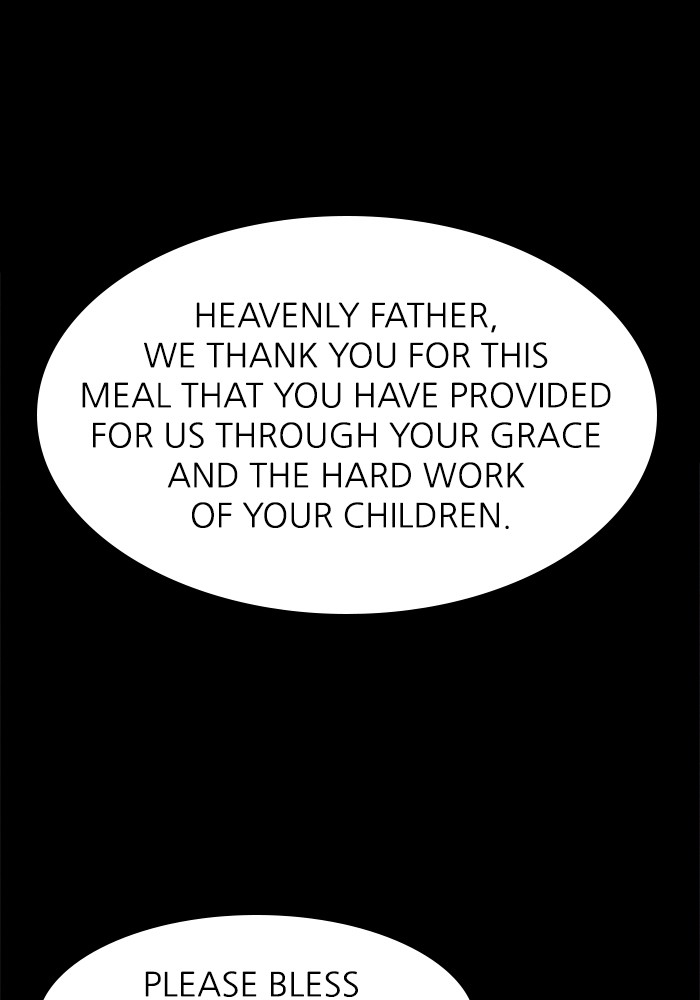 HEAVENLY FATHER,
WE THANK YOU FOR THIS
MEAL THAT YOU HAVE PROVIDED
FOR US THROUGH YOUR GRACE
AND THE HARD WORK
OF YOUR CHILDREN.
PLEASE BLESS